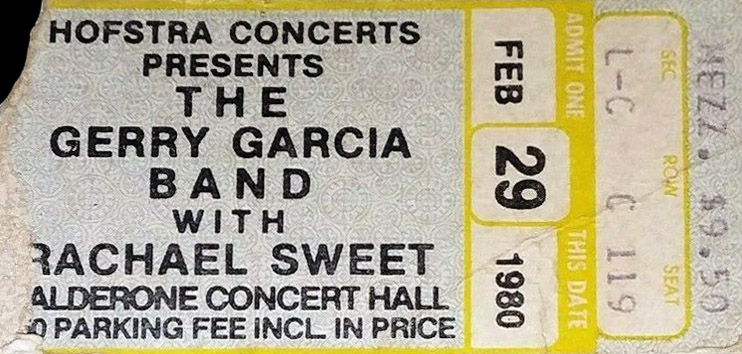 HOFSTRA CONCERTS
PRESENTS
THE
GERRY GARCIA
BAND
WITH
RACHAEL SWEET
ALDERONE CONCERT HALL
0 PARKING FEE INCL. IN PRICE
FEB 29 1980
ADMIT ONE THIS DATE
SEC ROW SEAT
L-C G 119
MEZZ. $9.50